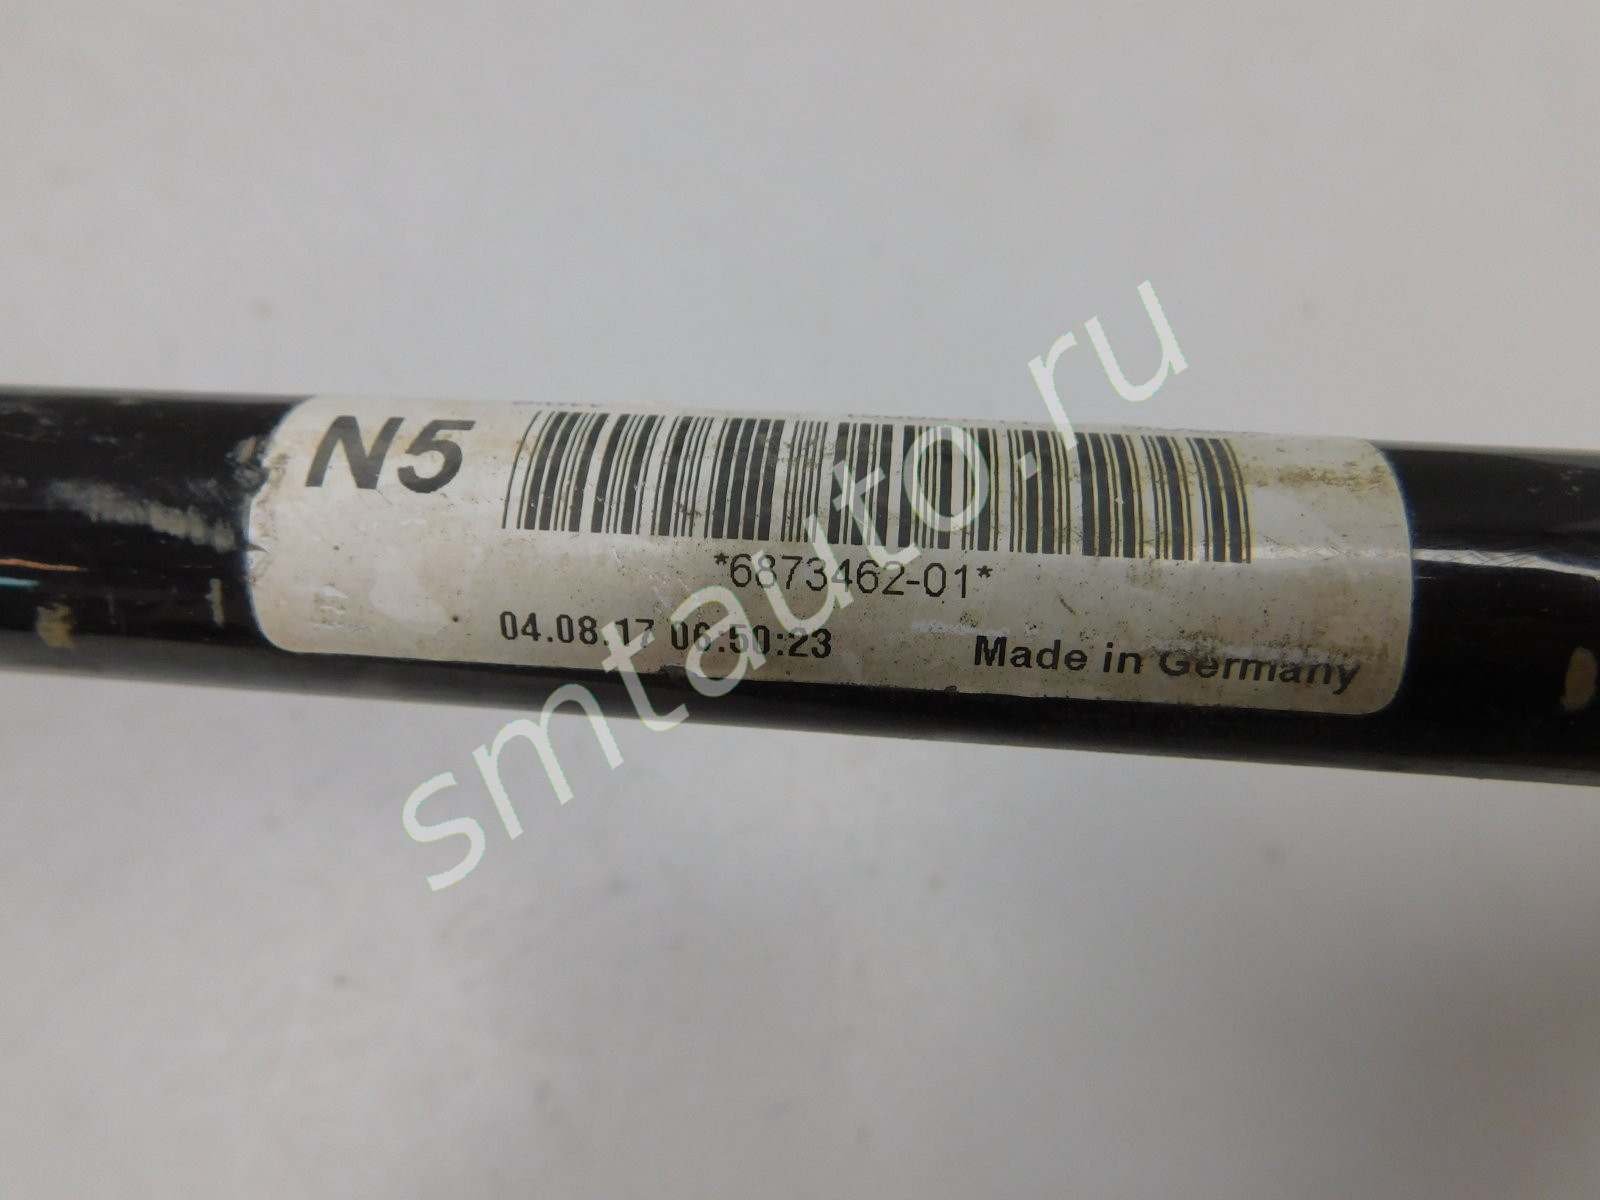 N5
*6873462-01*
04.08.17 06:50:23
Made in Germany
smtauto.ru